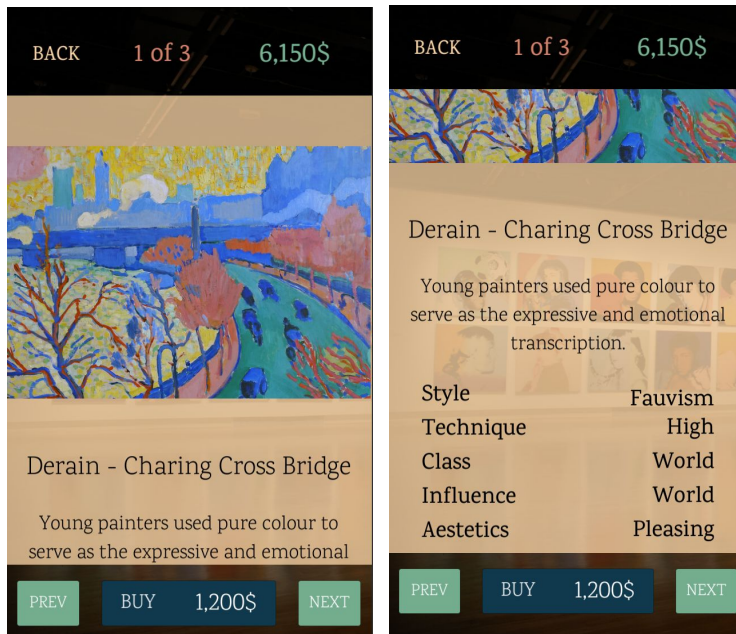 BACK 1 of 3 6,150$
Derain - Charing Cross Bridge
Young painters used pure colour to
serve as the expressive and emotional
PREV BUY 1,200$ NEXT
BACK 1 of 3 6,150$
Derain - Charing Cross Bridge
Young painters used pure colour to
serve as the expressive and emotional
transcription.
Style Fauvism
Technique High
Class World
Influence World
Aestetics Pleasing
PREV BUY 1,200$ NEXT